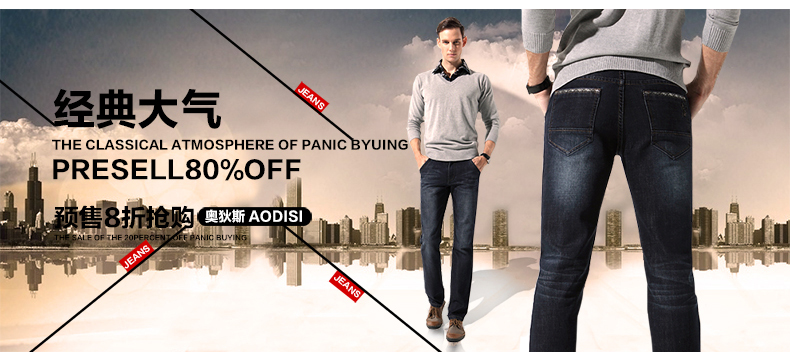 经典大气
THE CLASSICAL ATMOSPHERE OF PANIC BYUING
PRESELL80%OFF
预售8折抢购 奥狄斯 AODISI
THE SALE OF THE 20PERCENT OFF PANIC BUYING
JEANS
JEANS
JEANS